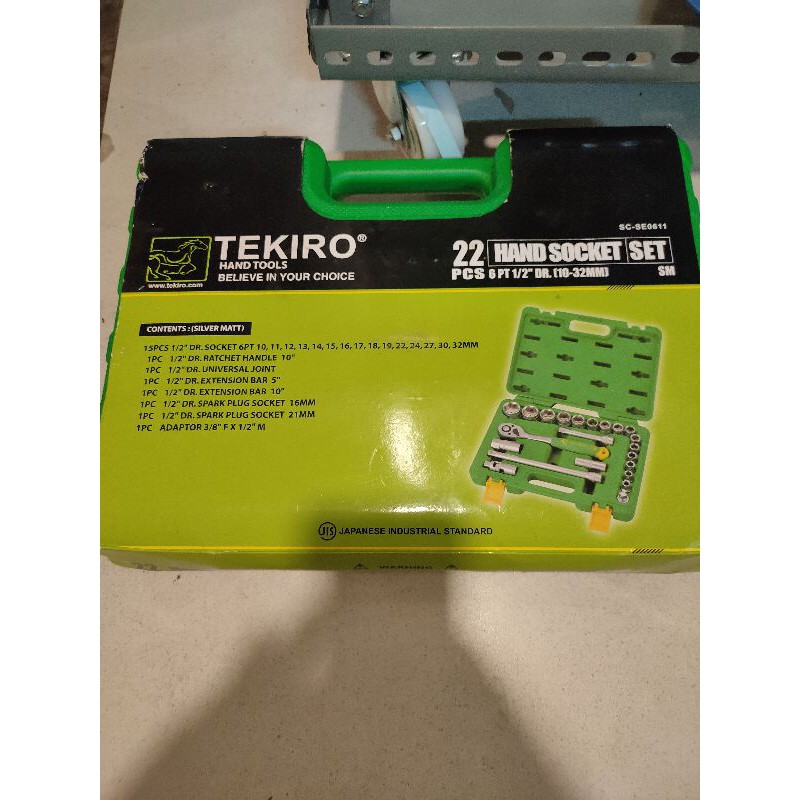 SC-SE0611
TEKIRO®
HAND TOOLS
BELIEVE IN YOUR CHOICE
www.tekiro.com
22 HAND SOCKET SET
PCS 6 PT 1/2" DR. (10-32MM) SM
CONTENTS : (SILVER MATT)
15PCS 1/2" DR. SOCKET 6PT 10, 11, 12, 13, 14, 15, 16, 17, 18, 19, 22, 24, 27, 30, 32MM
1PC 1/2" DR. RATCHET HANDLE 10"
1PC 1/2" DR. UNIVERSAL JOINT
1PC 1/2" DR. EXTENSION BAR 5"
1PC 1/2" DR. EXTENSION BAR 10"
1PC 1/2" DR. SPARK PLUG SOCKET 16MM
1PC 1/2" DR. SPARK PLUG SOCKET 21MM
1PC ADAPTOR 3/8" F X 1/2" M
JIS JAPANESE INDUSTRIAL STANDARD
WARNING